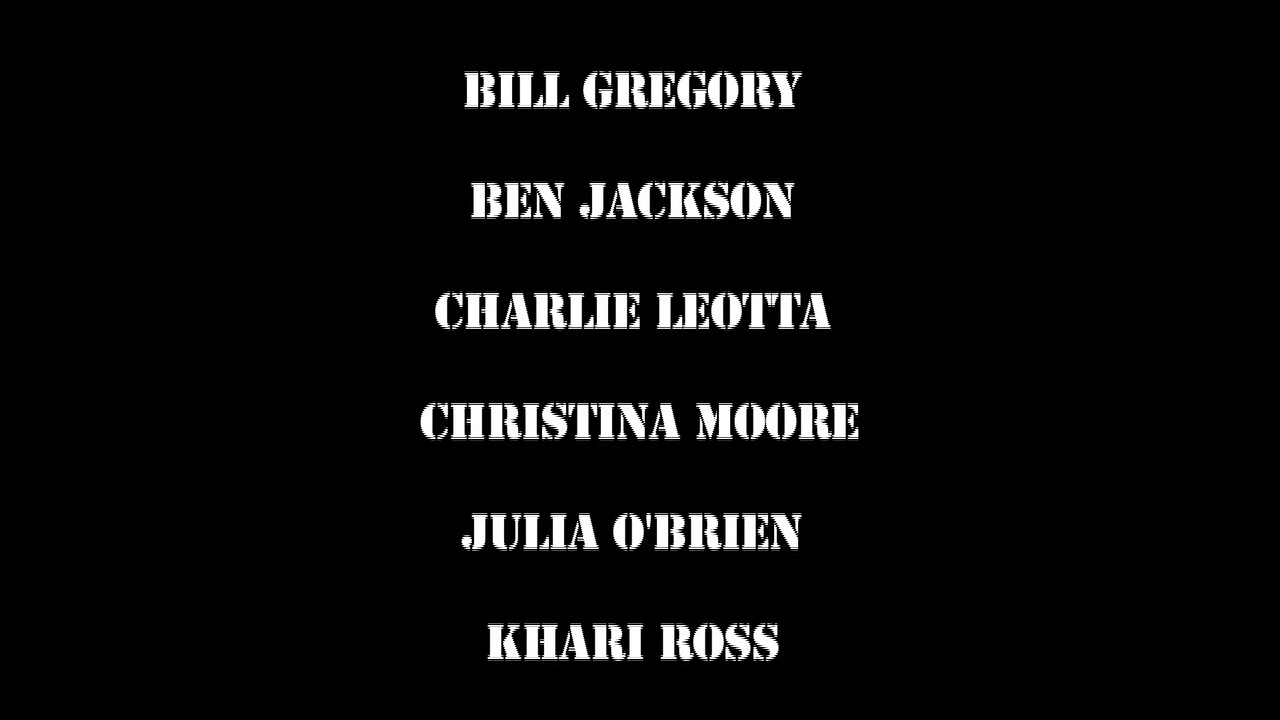 BILL GREGORY
BEN JACKSON
CHARLIE LEOTTA
CHRISTINA MOORE
JULIA O'BRIEN
KHARI ROSS